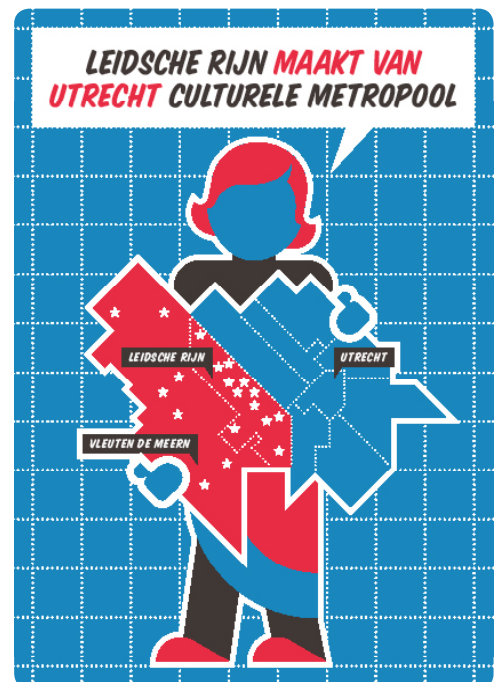 LEIDSCHE RIJN MAAKT VAN
UTRECHT CULTURELE METROPOOL
LEIDSCHE RIJN
UTRECHT
VLEUTEN DE MEERN